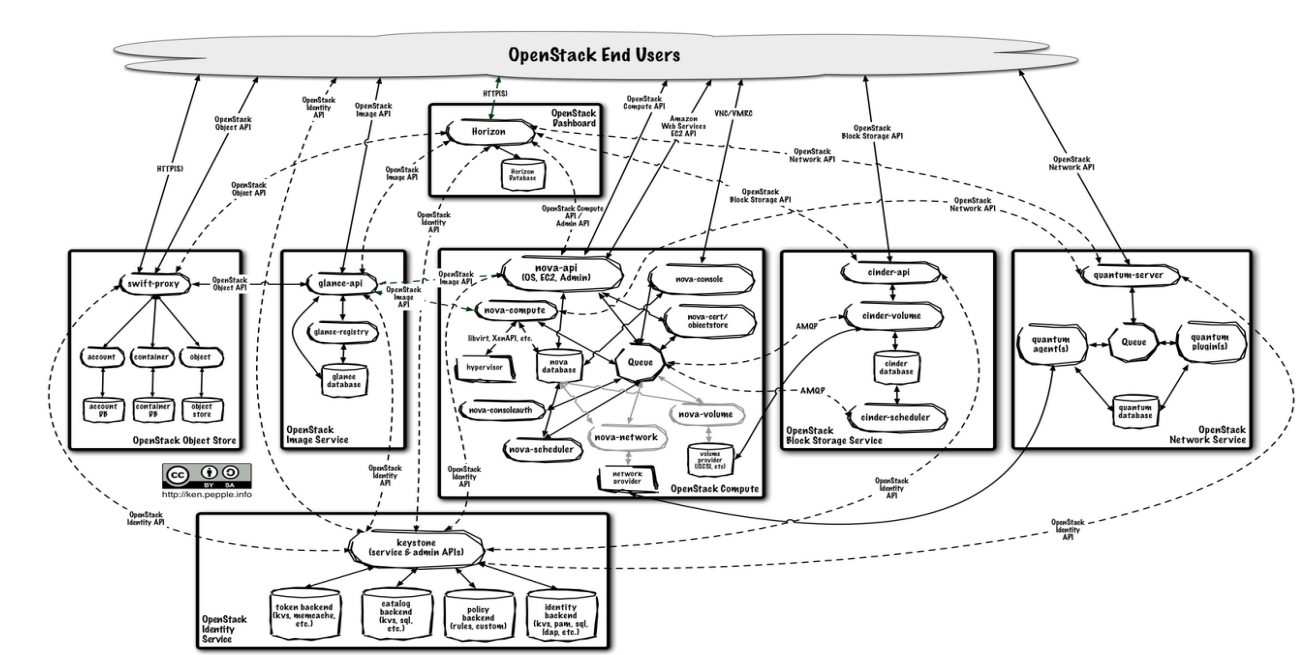 OpenStack End Users
OpenStack
Identity
API
OpenStack
Image API
HTTP(S)
OpenStack
Compute API
Amazon
Web Services
EC2 API
VNC/VMRC
OpenStack
Object API
OpenStack
Block Storage API
OpenStack
Network API
HTTP(S)
OpenStack
Dashboard
Horizon
Horizon
Database
OpenStack
Object API
OpenStack
Image API
OpenStack
Identity
API
OpenStack Compute
API /
Admin API
OpenStack
Network API
OpenStack
Block Storage API
OpenStack
Network API
swift-proxy
OpenStack
Object API
account
container
object
account
DB
container
DB
object
store
OpenStack Object Store
glance-api
glance-registry
glance
database
OpenStack
Image Service
OpenStack
Image API
OpenStack
Image API
nova-api
(OS, EC2, Admin)
nova-console
nova-compute
nova-cert/
objectstore
libvirt, XenAPI, etc.
hypervisor
nova
database
Queue
nova-consoleauth
nova-volume
nova-network
nova-scheduler
volume
provider
(iSCSI, etc)
network
provider
OpenStack Compute
AMQP
AMQP
cinder-api
cinder-volume
cinder
database
cinder-scheduler
OpenStack
Block Storage Service
quantum-server
quantum
agent(s)
Queue
quantum
plugin(s)
quantum
database
OpenStack
Network Service
cc
BY SA
http://ken.pepple.info
OpenStack
Identity
API
OpenStack
Identity
API
OpenStack
Identity
API
OpenStack
Identity
API
OpenStack
Identity
API
keystone
(service & admin APIs)
token backend
(kvs, memcache,
etc.)
catalog
backend
(kvs, sql,
etc.)
policy
backend
(rules, custom)
identity
backend
(kvs, pam, sql,
ldap, etc.)
OpenStack
Identity
Service